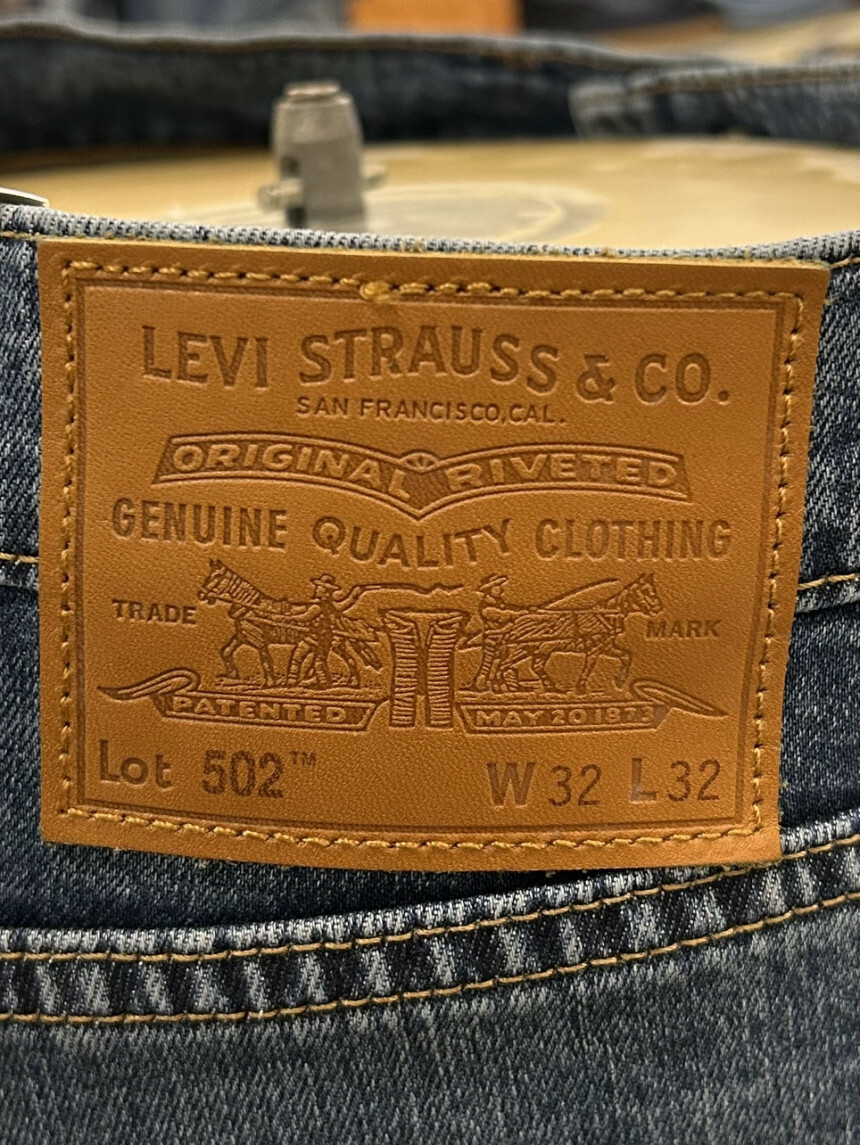 LEVI STRAUSS & CO.
SAN FRANCISCO, CAL.
ORIGINAL RIVETED
GENUINE QUALITY CLOTHING
TRADE MARK
PATENTED MAY 20 1873
Lot 502™ W 32 L 32